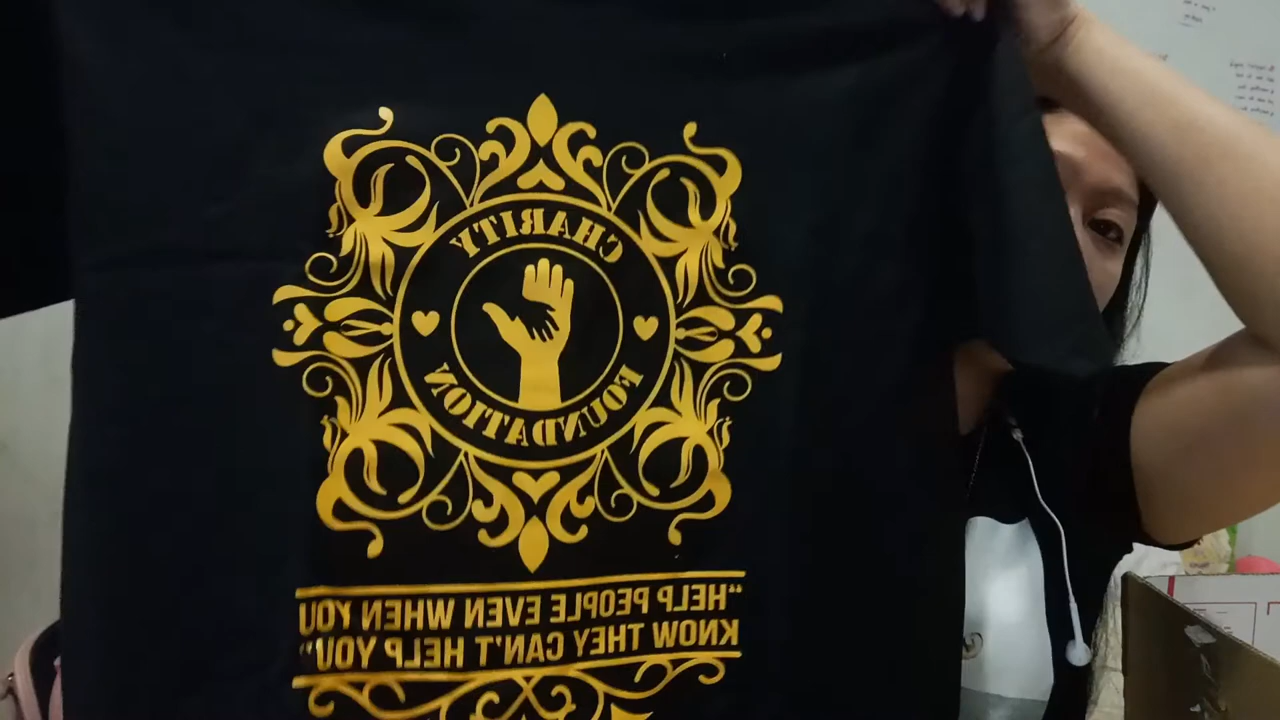 CHARITY
FOUNDATION
"HELP PEOPLE EVEN WHEN YOU
KNOW THEY CAN'T HELP YOU"